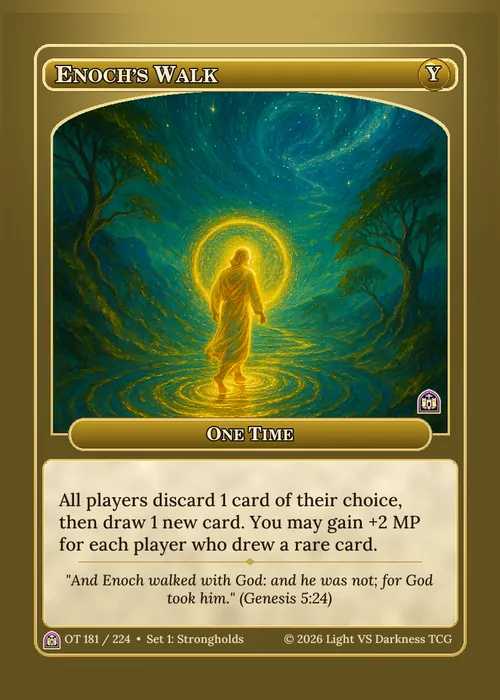 Enoch's Walk
Y
One Time
All players discard 1 card of their choice,
then draw 1 new card. You may gain +2 MP
for each player who drew a rare card.
"And Enoch walked with God: and he was not; for God
took him." (Genesis 5:24)
OT 181 / 224 • Set 1: Strongholds © 2026 Light VS Darkness TCG